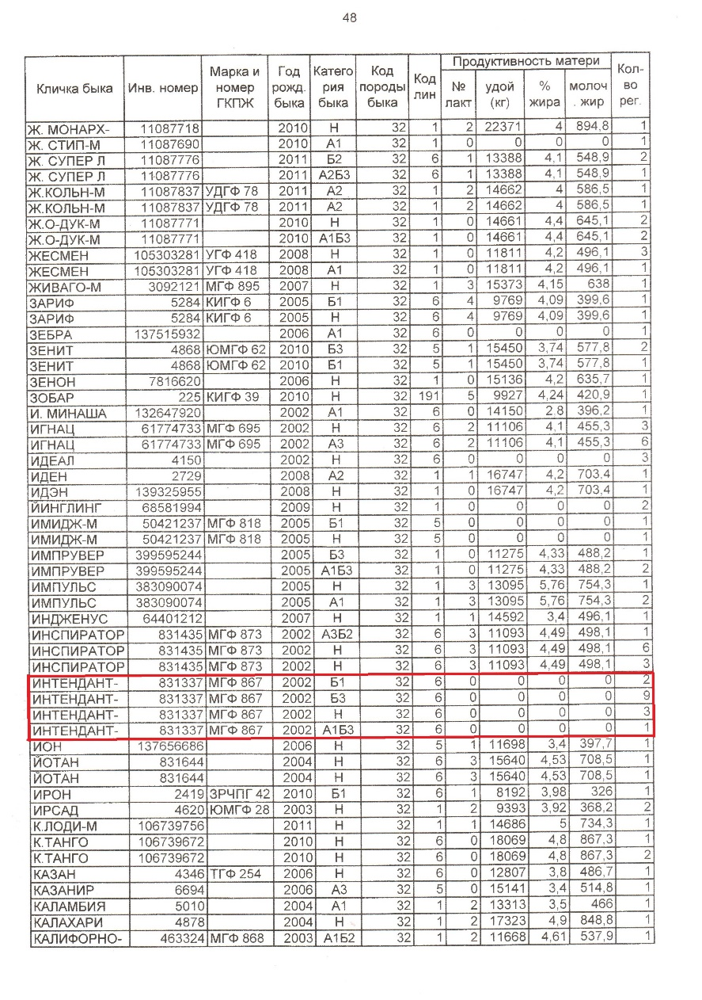 48
Кличка быка Инв. номер Марка и номер ГКПЖ Год рожд. быка Катего рия быка Код породы быка Код лин Продуктивность матери № лакт удой (кг) % жира молоч . жир Кол- во рег.
Ж. МОНАРХ- 11087718 2010 Н 32 1 2 22371 4 894,8 1
Ж. СТИП-М 11087690 2010 А1 32 1 0 0 0 0 1
Ж. СУПЕР Л 11087776 2011 Б2 32 6 1 13388 4,1 548,9 2
Ж. СУПЕР Л 11087776 2011 А2Б3 32 6 1 13388 4,1 548,9 1
Ж.КОЛЬН-М 11087837 УДГФ 78 2011 А2 32 1 2 14662 4 586,5 1
Ж.КОЛЬН-М 11087837 УДГФ 78 2011 А2 32 1 2 14662 4 586,5 1
Ж.О-ДУК-М 11087771 2010 Н 32 1 0 14661 4,4 645,1 2
Ж.О-ДУК-М 11087771 2010 А1Б3 32 1 0 14661 4,4 645,1 2
ЖЕСМЕН 105303281 УГФ 418 2008 Н 32 1 0 11811 4,2 496,1 3
ЖЕСМЕН 105303281 УГФ 418 2008 А1 32 1 0 11811 4,2 496,1 1
ЖИВАГО-М 3092121 МГФ 895 2007 Н 32 1 3 15373 4,15 638 1
ЗАРИФ 5284 КИГФ 6 2005 Б1 32 6 4 9769 4,09 399,6 1
ЗАРИФ 5284 КИГФ 6 2005 Н 32 6 4 9769 4,09 399,6 1
ЗЕБРА 137515932 2006 А1 32 6 0 0 0 0 1
ЗЕНИТ 4868 ЮМГФ 62 2010 Б3 32 5 1 15450 3,74 577,8 2
ЗЕНИТ 4868 ЮМГФ 62 2010 Б1 32 5 1 15450 3,74 577,8 1
ЗЕНОН 7816620 2006 Н 32 1 0 15136 4,2 635,7 1
ЗОБАР 225 КИГФ 39 2010 Н 32 191 5 9927 4,24 420,9 1
И. МИНАША 132647920 2002 А1 32 6 0 14150 2.8 396,2 1
ИГНАЦ 61774733 МГФ 695 2002 Н 32 6 2 11106 4,1 455,3 3
ИГНАЦ 61774733 МГФ 695 2002 А3 32 6 2 11106 4,1 455,3 6
ИДЕАЛ 4150 2002 Н 32 6 0 0 0 0 3
ИДЕН 2729 2008 А2 32 1 1 16747 4,2 703,4 1
ИДЭН 139325955 2008 Н 32 1 0 16747 4,2 703,4 1
ЙИНГЛИНГ 68581994 2009 Н 32 1 0 0 0 0 2
ИМИДЖ-М 50421237 МГФ 818 2005 Б1 32 5 0 0 0 0 1
ИМИДЖ-М 50421237 МГФ 818 2005 Н 32 5 0 0 0 0 1
ИМПРУВЕР 399595244 2005 Б3 32 1 0 11275 4,33 488,2 1
ИМПРУВЕР 399595244 2005 А1Б3 32 1 0 11275 4,33 488,2 2
ИМПУЛЬС 383090074 2005 Н 32 1 3 13095 5,76 754,3 1
ИМПУЛЬС 383090074 2005 А1 32 1 3 13095 5,76 754,3 2
ИНДЖЕНУС 64401212 2007 Н 32 1 1 14592 3,4 496,1 1
ИНСПИРАТОР 831435 МГФ 873 2002 А3Б2 32 6 3 11093 4,49 498,1 1
ИНСПИРАТОР 831435 МГФ 873 2002 Н 32 6 3 11093 4,49 498,1 6
ИНСПИРАТОР 831435 МГФ 873 2002 Н 32 6 3 11093 4,49 498,1 3
ИНТЕНДАНТ- 831337 МГФ 867 2002 Б1 32 6 0 0 0 0 2
ИНТЕНДАНТ- 831337 МГФ 867 2002 Б3 32 6 0 0 0 0 9
ИНТЕНДАНТ- 831337 МГФ 867 2002 Н 32 6 0 0 0 0 3
ИНТЕНДАНТ- 831337 МГФ 867 2002 А1Б3 32 6 0 0 0 0 1
ИОН 137656686 2006 Н 32 5 1 11698 3,4 397,7 1
ЙОТАН 831644 2004 Н 32 6 3 15640 4,53 708,5 1
ЙОТАН 831644 2004 Н 32 6 3 15640 4,53 708,5 1
ИРОН 2419 ЗРЧПГ 42 2010 Б1 32 6 1 8192 3,98 326 1
ИРСАД 4620 ЮМГФ 28 2003 Н 32 1 2 9393 3,92 368,2 2
К.ЛОДИ-М 106739756 2011 Н 32 1 1 14686 5 734,3 1
К.ТАНГО 106739672 2010 Н 32 6 0 18069 4,8 867,3 1
К.ТАНГО 106739672 2010 Н 32 6 0 18069 4,8 867,3 2
КАЗАН 4346 ТГФ 254 2006 Н 32 6 0 12807 3,8 486,7 1
КАЗАНИР 6694 2006 А3 32 5 0 15141 3,4 514,8 1
КАЛАМБИЯ 5010 2004 А1 32 1 2 13313 3,5 466 1
КАЛАХАРИ 4878 2004 Н 32 1 2 17323 4,9 848,8 1
КАЛИФОРНО- 463324 МГФ 868 2003 А1Б2 32 1 2 11668 4,61 537,9 1